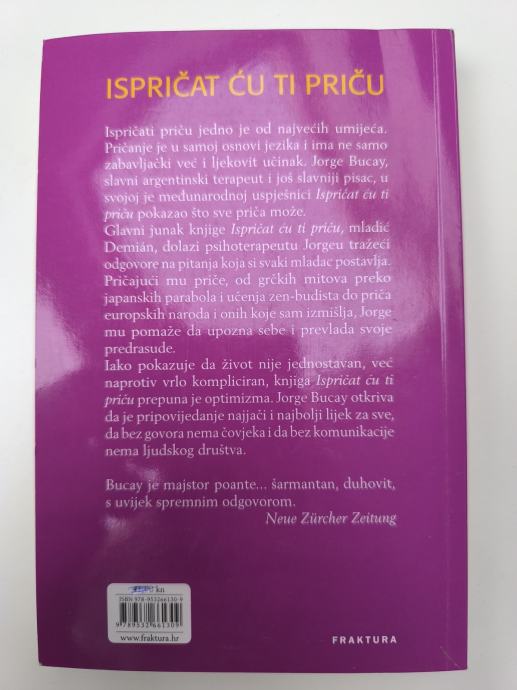 ISPRIČAT ĆU TI PRIČU
Ispričati priču jedno je od najvećih umijeća.
Pričanje je u samoj osnovi jezika i ima ne samo
zabavljački već i ljekovit učinak. Jorge Bucay,
slavni argentinski terapeut i još slavniji pisac, u
svojoj je međunarodnoj uspješnici Ispričat ću ti
priču pokazao što sve priča može.
Glavni junak knjige Ispričat ću ti priču, mladić
Demián, dolazi psihoterapeutu Jorgeu tražeći
odgovore na pitanja koja si svaki mladac postavlja.
Pričajući mu priče, od grčkih mitova preko
japanskih parabola i učenja zen-budista do priča
europskih naroda i onih koje sam izmišlja, Jorge
mu pomaže da upozna sebe i prevlada svoje
predrasude.
Iako pokazuje da život nije jednostavan, već
naprotiv vrlo kompliciran, knjiga Ispričat ću ti
priču prepuna je optimizma. Jorge Bucay otkriva
da je pripovijedanje najjači i najbolji lijek za sve,
da bez govora nema čovjeka i da bez komunikacije
nema ljudskog društva.
Bucay je majstor poante... šarmantan, duhovit,
s uvijek spremnim odgovorom.
Neue Zürcher Zeitung
kn
ISBN 978-953266130-9
9 789532 661309
www.fraktura.hr
FRAKTURA